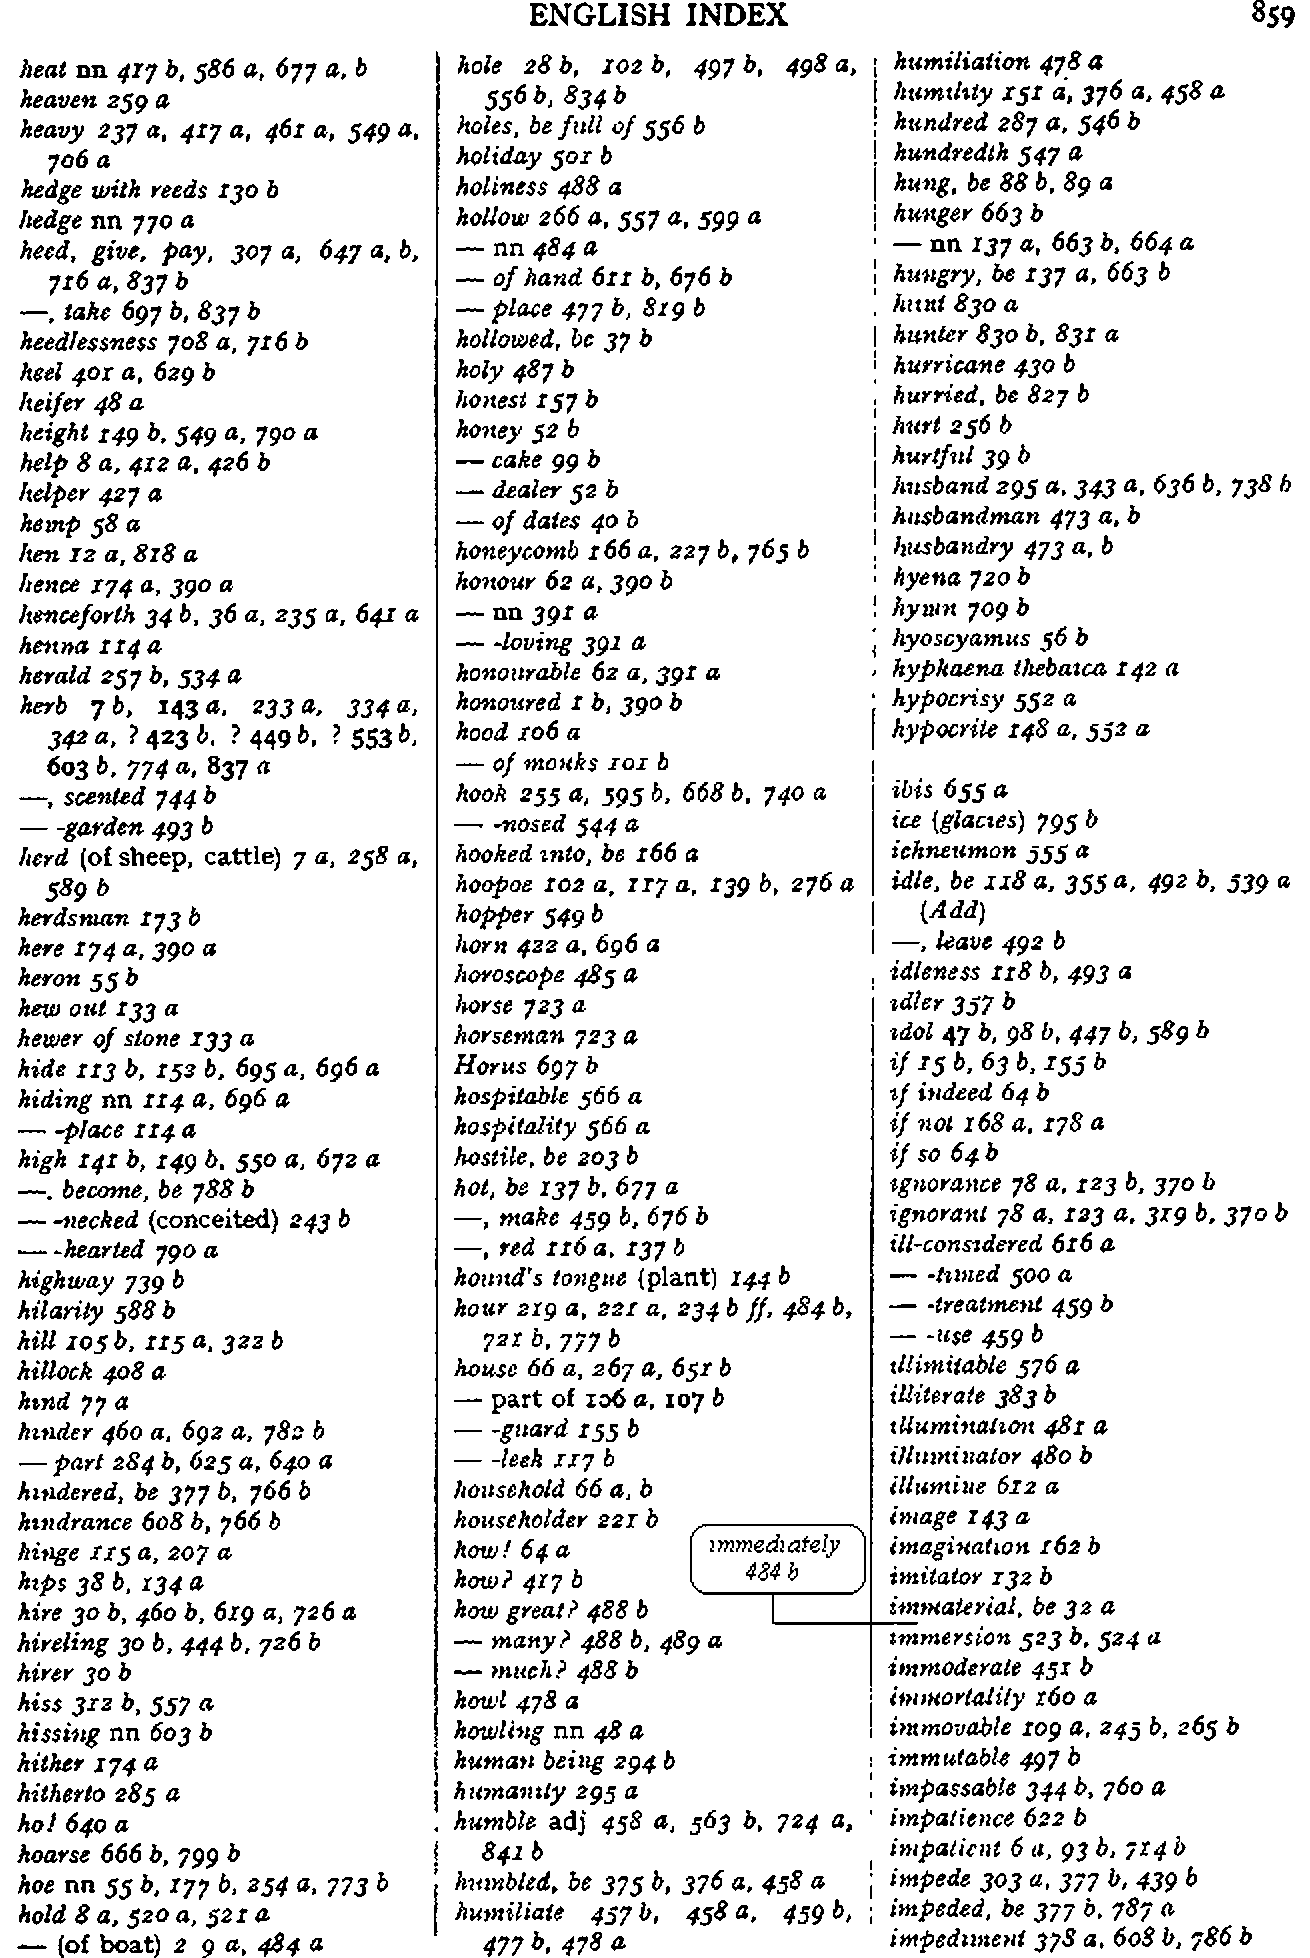 ENGLISH INDEX
859
heat nn 417 b, 586 a, 677 a, b
heaven 259 a
heavy 237 a, 417 a, 461 a, 549 a,
706 a
hedge with reeds 130 b
hedge nn 770 a
heed, give, pay, 307 a, 647 a, b,
716 a, 837 b
—, take 697 b, 837 b
heedlessness 708 a, 716 b
heel 401 a, 629 b
heifer 48 a
height 149 b, 549 a, 790 a
help 8 a, 412 a, 426 b
helper 427 a
hemp 58 a
hen 12 a, 818 a
hence 174 a, 390 a
henceforth 34 b, 36 a, 235 a, 641 a
henna 114 a
herald 257 b, 534 a
herb 7 b, 143 a, 233 a, 334 a,
342 a, ? 423 b, ? 449 b, ? 553 b,
603 b, 774 a, 837 a
—, scented 744 b
— -garden 493 b
herd (of sheep, cattle) 7 a, 258 a,
589 b
herdsman 173 b
here 174 a, 390 a
heron 55 b
hew out 133 a
hewer of stone 133 a
hide 113 b, 152 b, 695 a, 696 a
hiding nn 114 a, 696 a
— -place 114 a
high 141 b, 149 b, 550 a, 672 a
—, become, be 788 b
— -necked (conceited) 243 b
— -hearted 790 a
highway 739 b
hilarity 588 b
hill 105 b, 115 a, 322 b
hillock 408 a
hind 77 a
hinder 460 a, 692 a, 782 b
— part 284 b, 625 a, 640 a
hindered, be 377 b, 766 b
hindrance 608 b, 766 b
hinge 115 a, 207 a
hips 38 b, 134 a
hire 30 b, 460 b, 619 a, 726 a
hireling 30 b, 444 b, 726 b
hirer 30 b
hiss 312 b, 557 a
hissing nn 603 b
hither 174 a
hitherto 285 a
ho! 640 a
hoarse 666 b, 799 b
hoe nn 55 b, 177 b, 254 a, 773 b
hold 8 a, 520 a, 521 a
— (of boat) 2 9 a, 484 a
hole 28 b, 102 b, 497 b, 498 a,
556 b, 834 b
holes, be full of 556 b
holiday 501 b
holiness 488 a
hollow 266 a, 557 a, 599 a
— nn 484 a
— of hand 611 b, 676 b
— place 477 b, 819 b
hollowed, be 37 b
holy 487 b
honest 157 b
honey 52 b
— cake 99 b
— dealer 52 b
— of dates 40 b
honeycomb 166 a, 227 b, 765 b
honour 62 a, 390 b
— nn 391 a
— -loving 391 a
honourable 62 a, 391 a
honoured 1 b, 390 b
hood 106 a
— of monks 101 b
hook 255 a, 595 b, 668 b, 740 a
— -nosed 544 a
hooked into, be 166 a
hoopoe 102 a, 117 a, 139 b, 276 a
hopper 549 b
horn 422 a, 696 a
horoscope 485 a
horse 723 a
horseman 723 a
Horus 697 b
hospitable 566 a
hospitality 566 a
hostile, be 203 b
hot, be 137 b, 677 a
—, make 459 b, 676 b
—, red 116 a, 137 b
hound's tongue (plant) 144 b
hour 219 a, 221 a, 234 b ff, 484 b,
721 b, 777 b
house 66 a, 267 a, 651 b
— part of 106 a, 107 b
— -guard 155 b
— -leek 117 b
household 66 a, b
householder 221 b
how! 64 a
how? 417 b
how great? 488 b
— many? 488 b, 489 a
— much? 488 b
howl 478 a
howling nn 48 a
human being 294 b
humanity 295 a
humble adj 458 a, 563 b, 724 a,
841 b
humbled, be 375 b, 376 a, 458 a
humiliate 457 b, 458 a, 459 b,
477 b, 478 a
humiliation 478 a
humility 151 a, 376 a, 458 a
hundred 287 a, 546 b
hundredth 547 a
hung, be 88 b, 89 a
hunger 663 b
— nn 137 a, 663 b, 664 a
hungry, be 137 a, 663 b
hunt 830 a
hunter 830 b, 831 a
hurricane 430 b
hurried, be 827 b
hurt 256 b
hurtful 39 b
husband 295 a, 343 a, 636 b, 738 b
husbandman 473 a, b
husbandry 473 a, b
hyena 720 b
hymn 709 b
hyoscyamus 56 b
hyphaena thebaica 142 a
hypocrisy 552 a
hypocrite 148 a, 552 a
ibis 655 a
ice (glacies) 795 b
ichneumon 555 a
idle, be 118 a, 355 a, 492 b, 539 a
(Add)
—, leave 492 b
idleness 118 b, 493 a
idler 357 b
idol 47 b, 98 b, 447 b, 589 b
if 15 b, 63 b, 155 b
if indeed 64 b
if not 168 a, 178 a
if so 64 b
ignorance 78 a, 123 b, 370 b
ignorant 78 a, 123 a, 319 b, 370 b
ill-considered 616 a
— -timed 500 a
— -treatment 459 b
— -use 459 b
illimitable 576 a
illiterate 383 b
illumination 481 a
illuminator 480 b
illumine 612 a
image 143 a
imagination 162 b
imitator 132 b
immaterial, be 32 a
immediately
484 b
immersion 523 b, 524 a
immoderate 451 b
immortality 160 a
immovable 109 a, 245 b, 265 b
immutable 497 b
impassable 344 b, 760 a
impatience 622 b
impatient 6 a, 93 b, 714 b
impede 303 a, 377 b, 439 b
impeded, be 377 b, 787 a
impediment 378 a, 608 b, 786 b